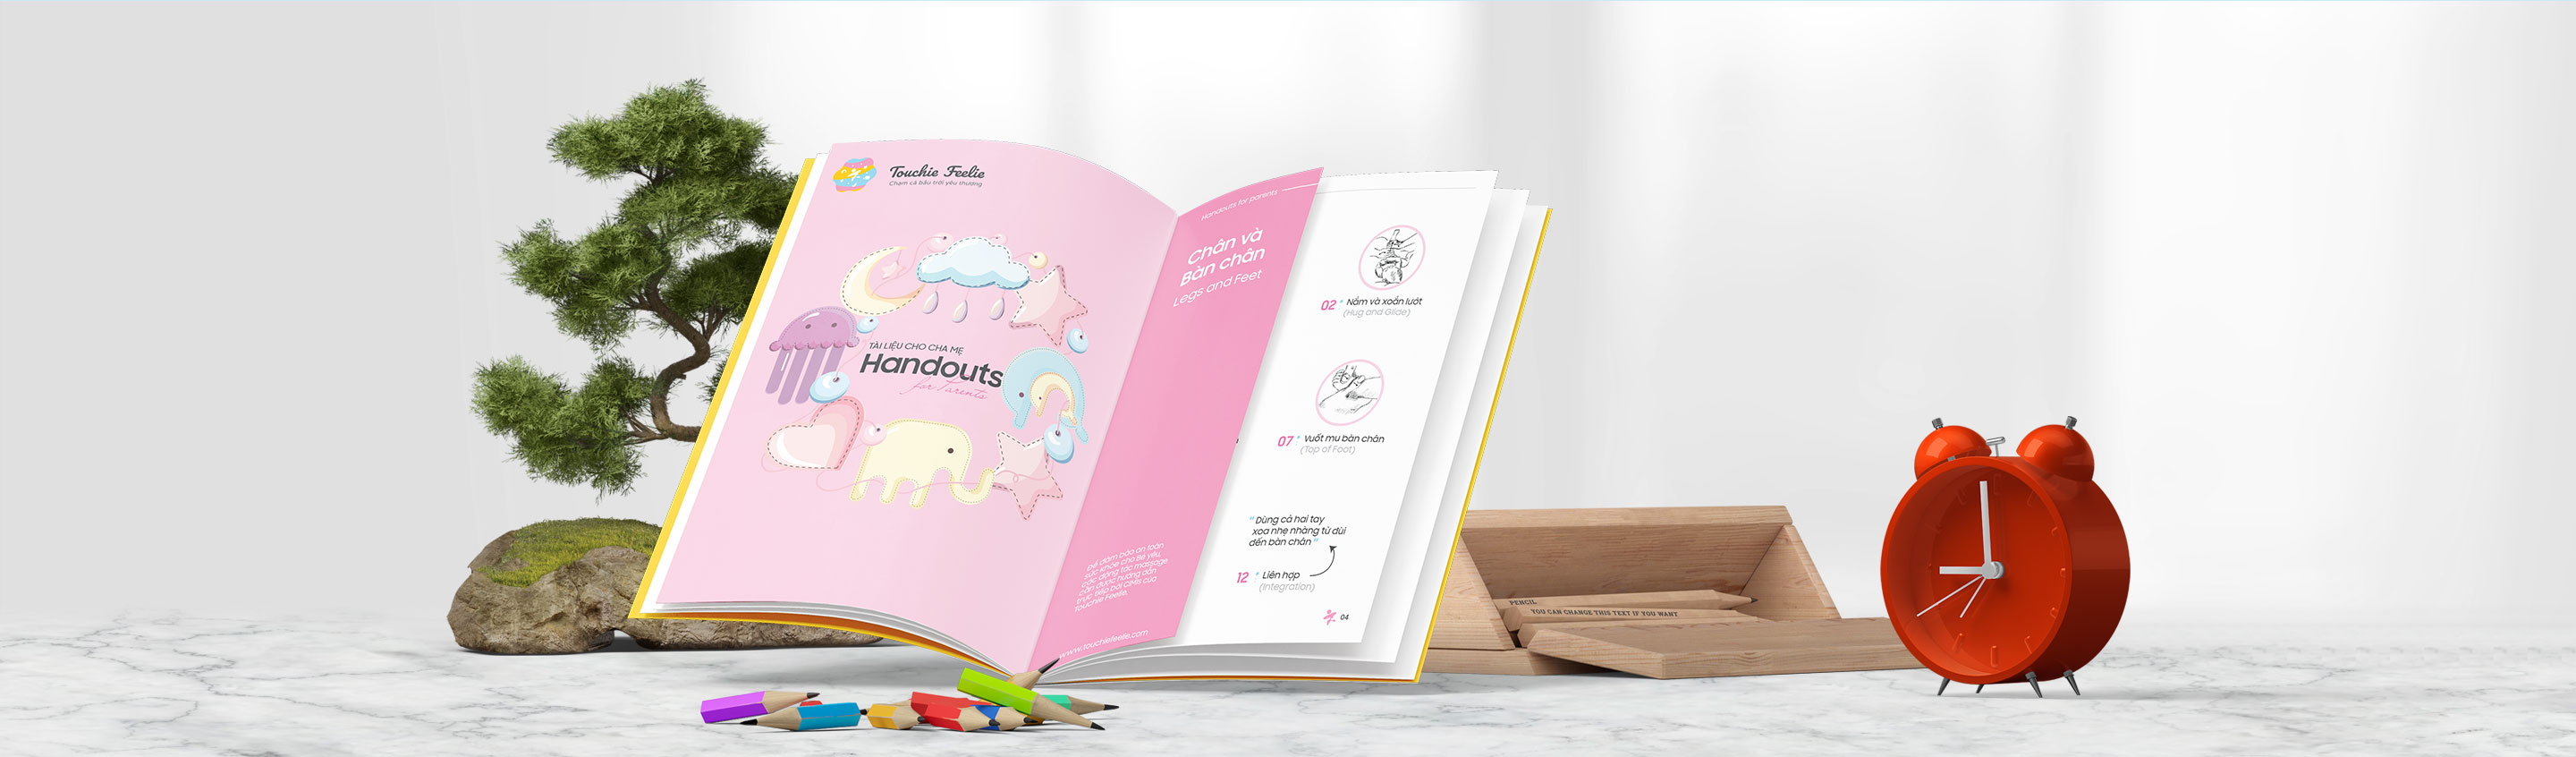 Touchie Feelie
Chạm cả bầu trời yêu thương
TÀI LIỆU CHO CHA MẸ
Handouts
for Parents
Handouts for parents
Chân và
Bàn chân
Legs and Feet
Để đảm bảo an toàn
sức khỏe cho Bé yêu,
các động tác massage
cần được hướng dẫn
trực tiếp bởi CIMIs của
Touchie Feelie.
www.touchiefeelie.com
02 * Nắm và xoắn lướt
(Hug and Glide)
07 * Vuốt mu bàn chân
(Top of Foot)
" Dùng cả hai tay
xoa nhẹ nhàng từ đùi
đến bàn chân "
12 * Liên hợp
(Integration)
04
PENCIL
YOU CAN CHANGE THIS TEXT IF YOU WANT